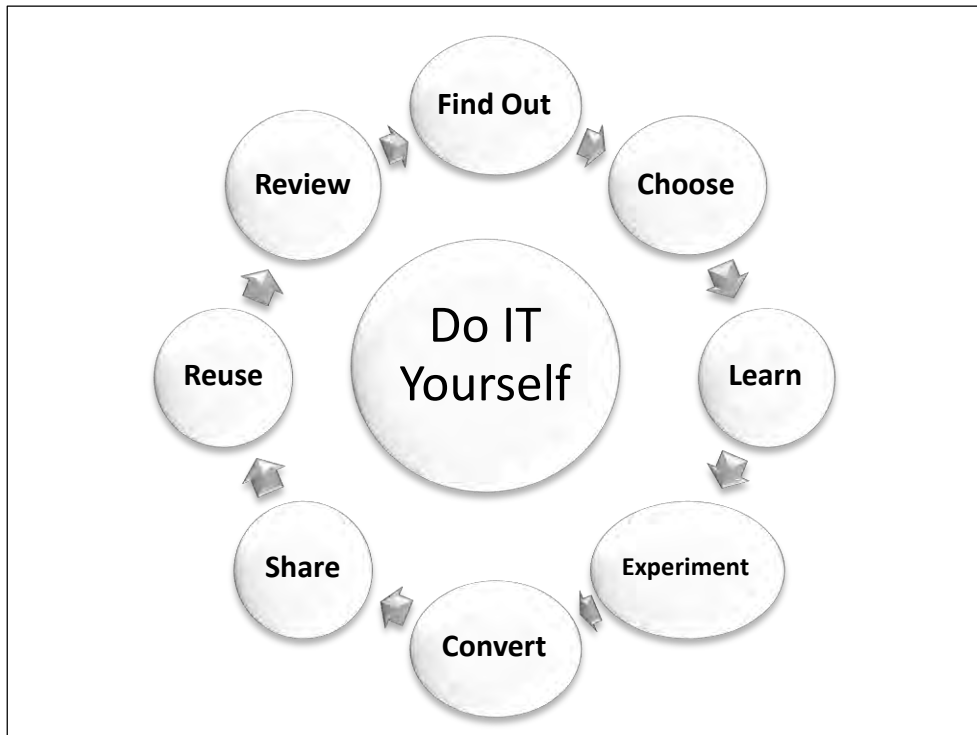 Find Out
Choose
Learn
Experiment
Convert
Share
Reuse
Review
Do IT
Yourself